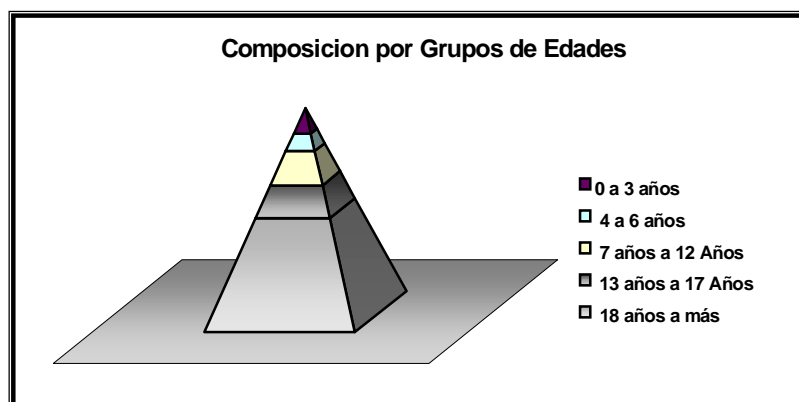 Composicion por Grupos de Edades
0 a 3 años
4 a 6 años
7 años a 12 Años
13 años a 17 Años
18 años a más